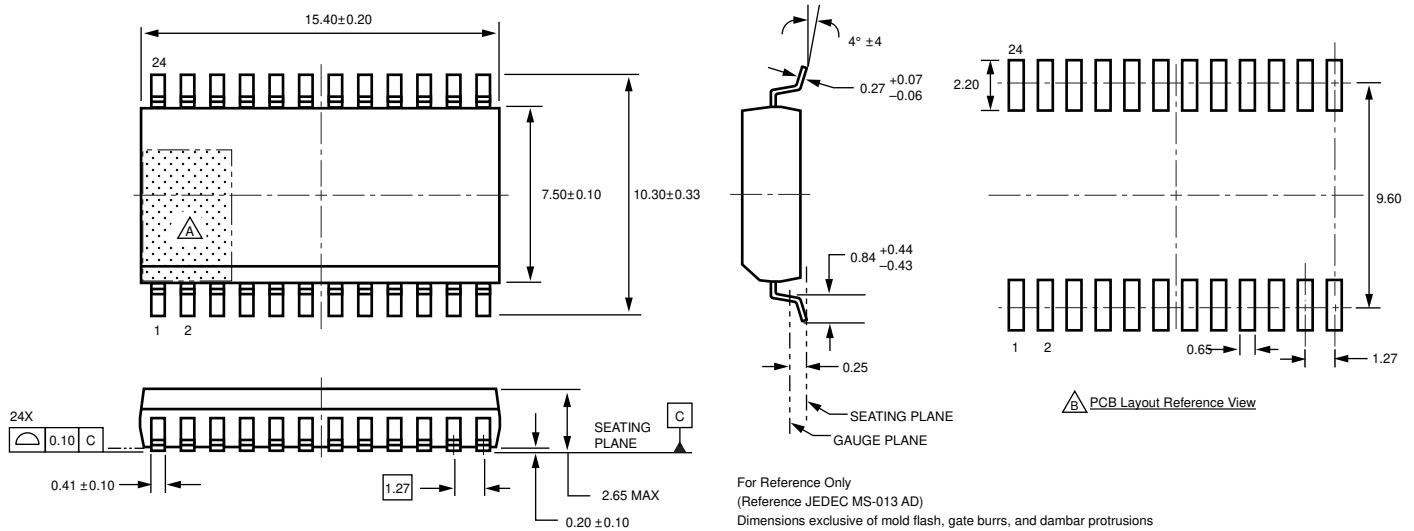 15.40±0.20
24
7.50±0.10
10.30±0.33
A
1 2
4° ±4
0.27 +0.07 –0.06
0.84 +0.44 –0.43
0.25
SEATING PLANE
GAUGE PLANE
24
2.20
9.60
1 2
0.65
1.27
B PCB Layout Reference View
24X
0.10 C
0.41 ±0.10
1.27
SEATING
PLANE
C
2.65 MAX
0.20 ±0.10
For Reference Only
(Reference JEDEC MS-013 AD)
Dimensions exclusive of mold flash, gate burrs, and dambar protrusions